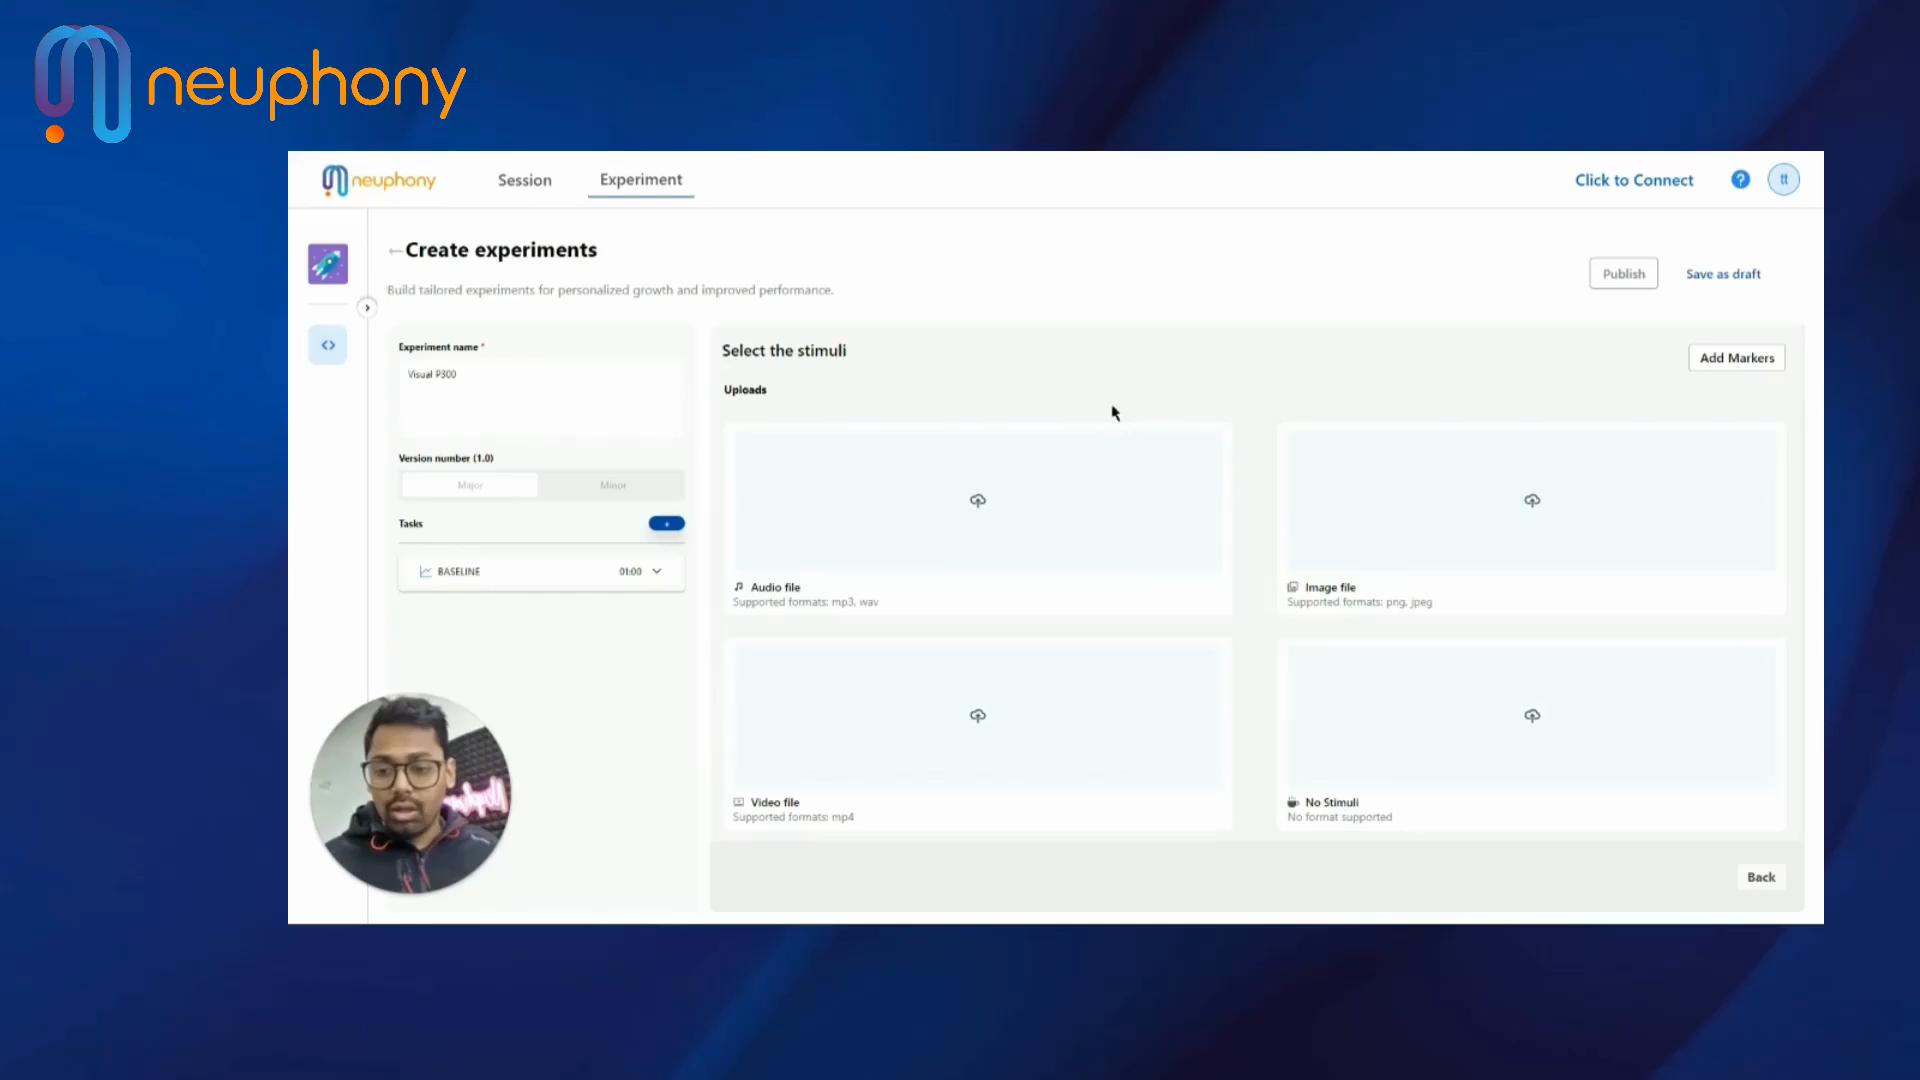 neuphony
neuphony
Session
Experiment
Click to Connect
?
tt
Create experiments
Build tailored experiments for personalized growth and improved performance.
Publish
Save as draft
Experiment name *
Visual P300
Version number (1.0)
Major
Minor
Tasks
+
BASELINE
01:00
Select the stimuli
Add Markers
Uploads
Audio file
Supported formats: mp3, wav
Image file
Supported formats: png, jpeg
Video file
Supported formats: mp4
No Stimuli
No format supported
Back
Neuphony